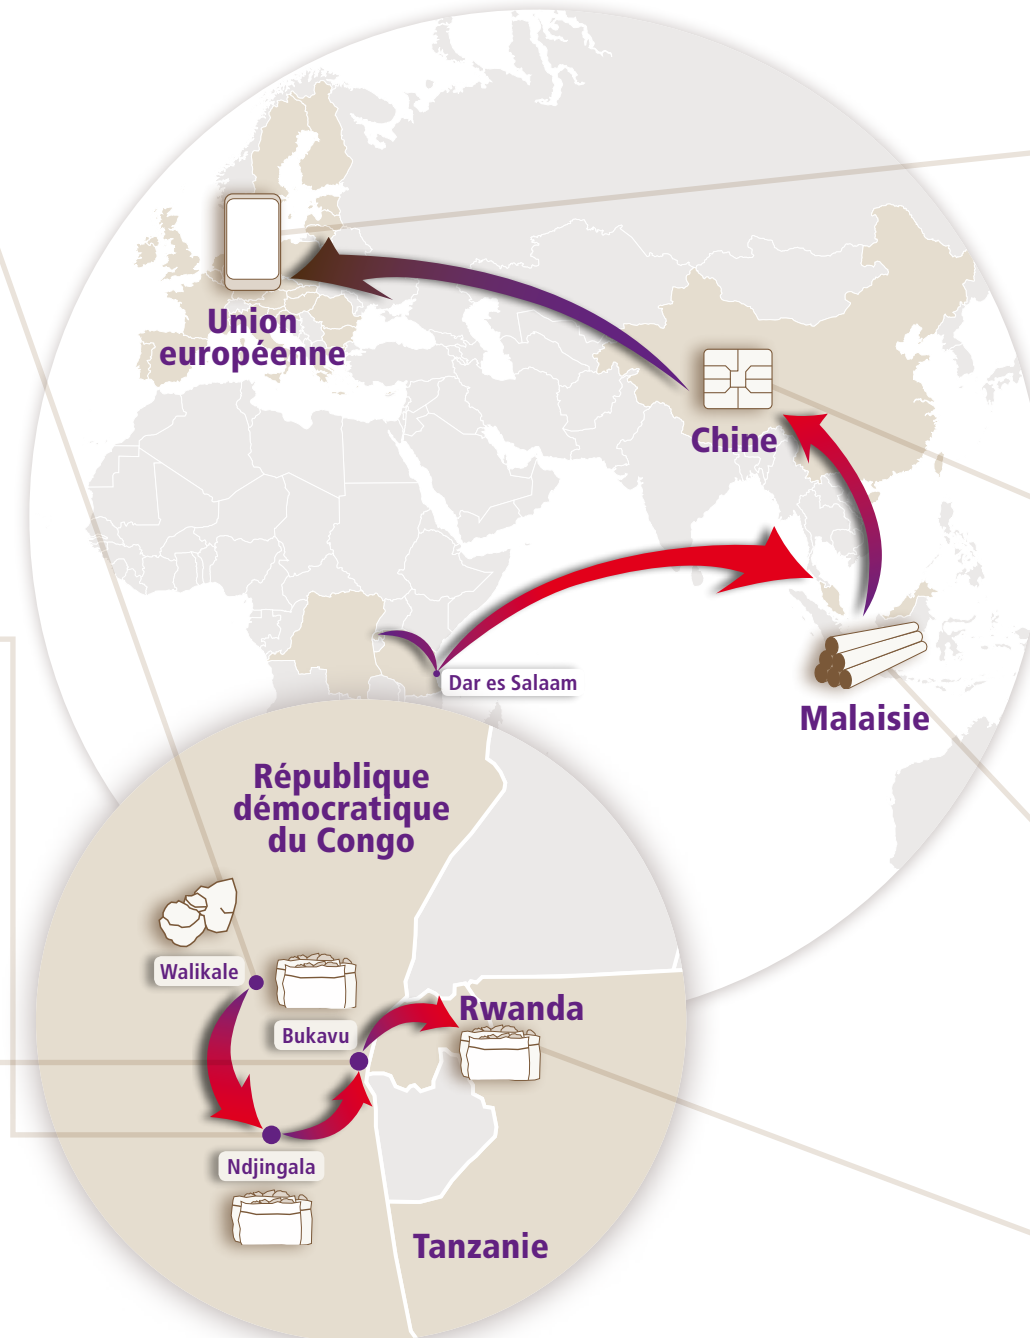 Union
européenne
Chine
Dar es Salaam
Malaisie
République
démocratique
du Congo
Walikale
Bukavu
Rwanda
Ndjingala
Tanzanie